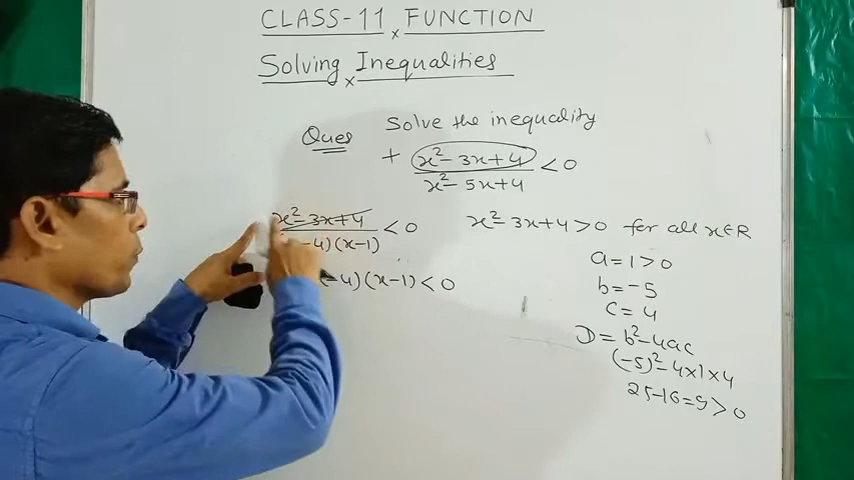 CLASS-11 x FUNCTION
Solving x Inequalities
Ques Solve the inequality
+ x²-3x+4 / x²-5x+4 < 0
x²-3x+4 / -4)(x-1) < 0
x²-3x+4 > 0 for all x∈R
-4)(x-1) < 0
a = 1 > 0
b = -5
c = 4
D = b²-4ac
(-5)²-4×1×4
25-16=9>0